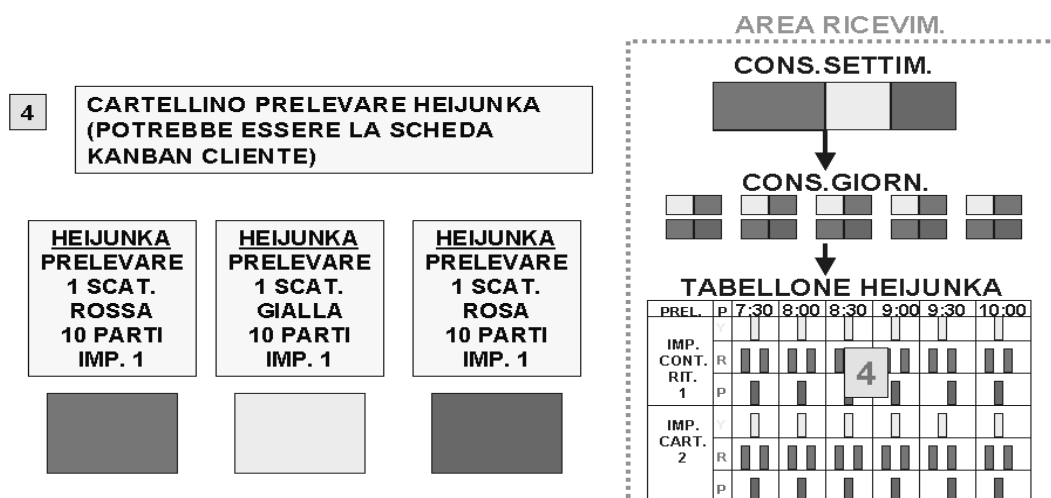 4
CARTELLINO PRELEVARE HEIJUNKA
(POTREBBE ESSERE LA SCHEDA
KANBAN CLIENTE)
HEIJUNKA
PRELEVARE
1 SCAT.
ROSSA
10 PARTI
IMP. 1
HEIJUNKA
PRELEVARE
1 SCAT.
GIALLA
10 PARTI
IMP. 1
HEIJUNKA
PRELEVARE
1 SCAT.
ROSA
10 PARTI
IMP. 1
AREA RICEVIM.
CONS.SETTIM.
CONS.GIORN.
TABELLONE HEIJUNKA
PREL. P 7:30 8:00 8:30 9:00 9:30 10:00
Y
IMP.
CONT. R
RIT.
1 P
4
IMP. Y
CART.
2 R
P